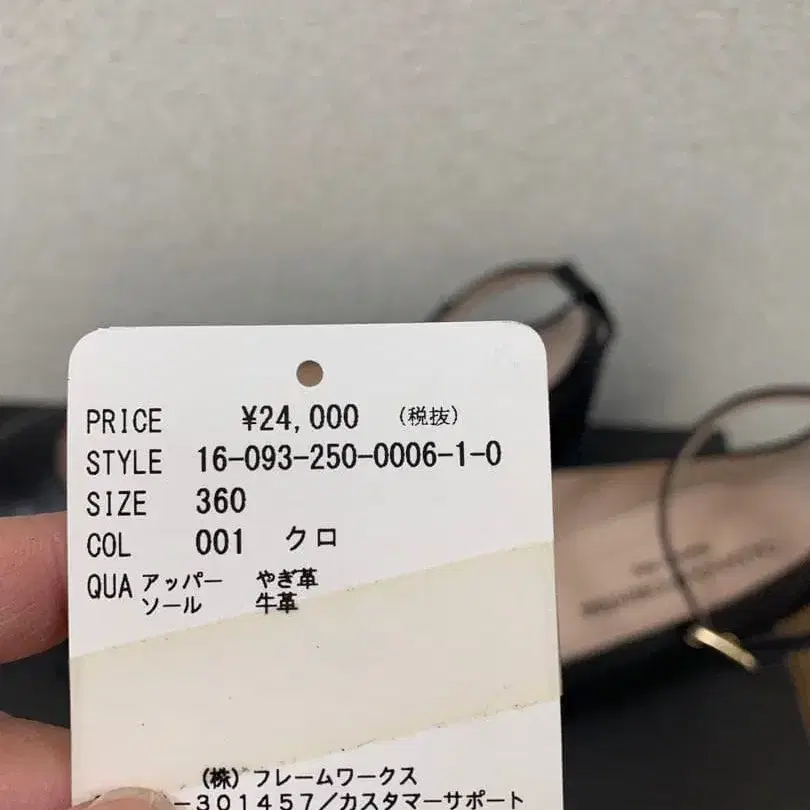 PRICE ¥24,000 (税抜)
STYLE 16-093-250-0006-1-0
SIZE 360
COL 001 クロ
QUA アッパー やぎ革
ソール 牛革
(株)フレームワークス
-301457/カスタマーサポート